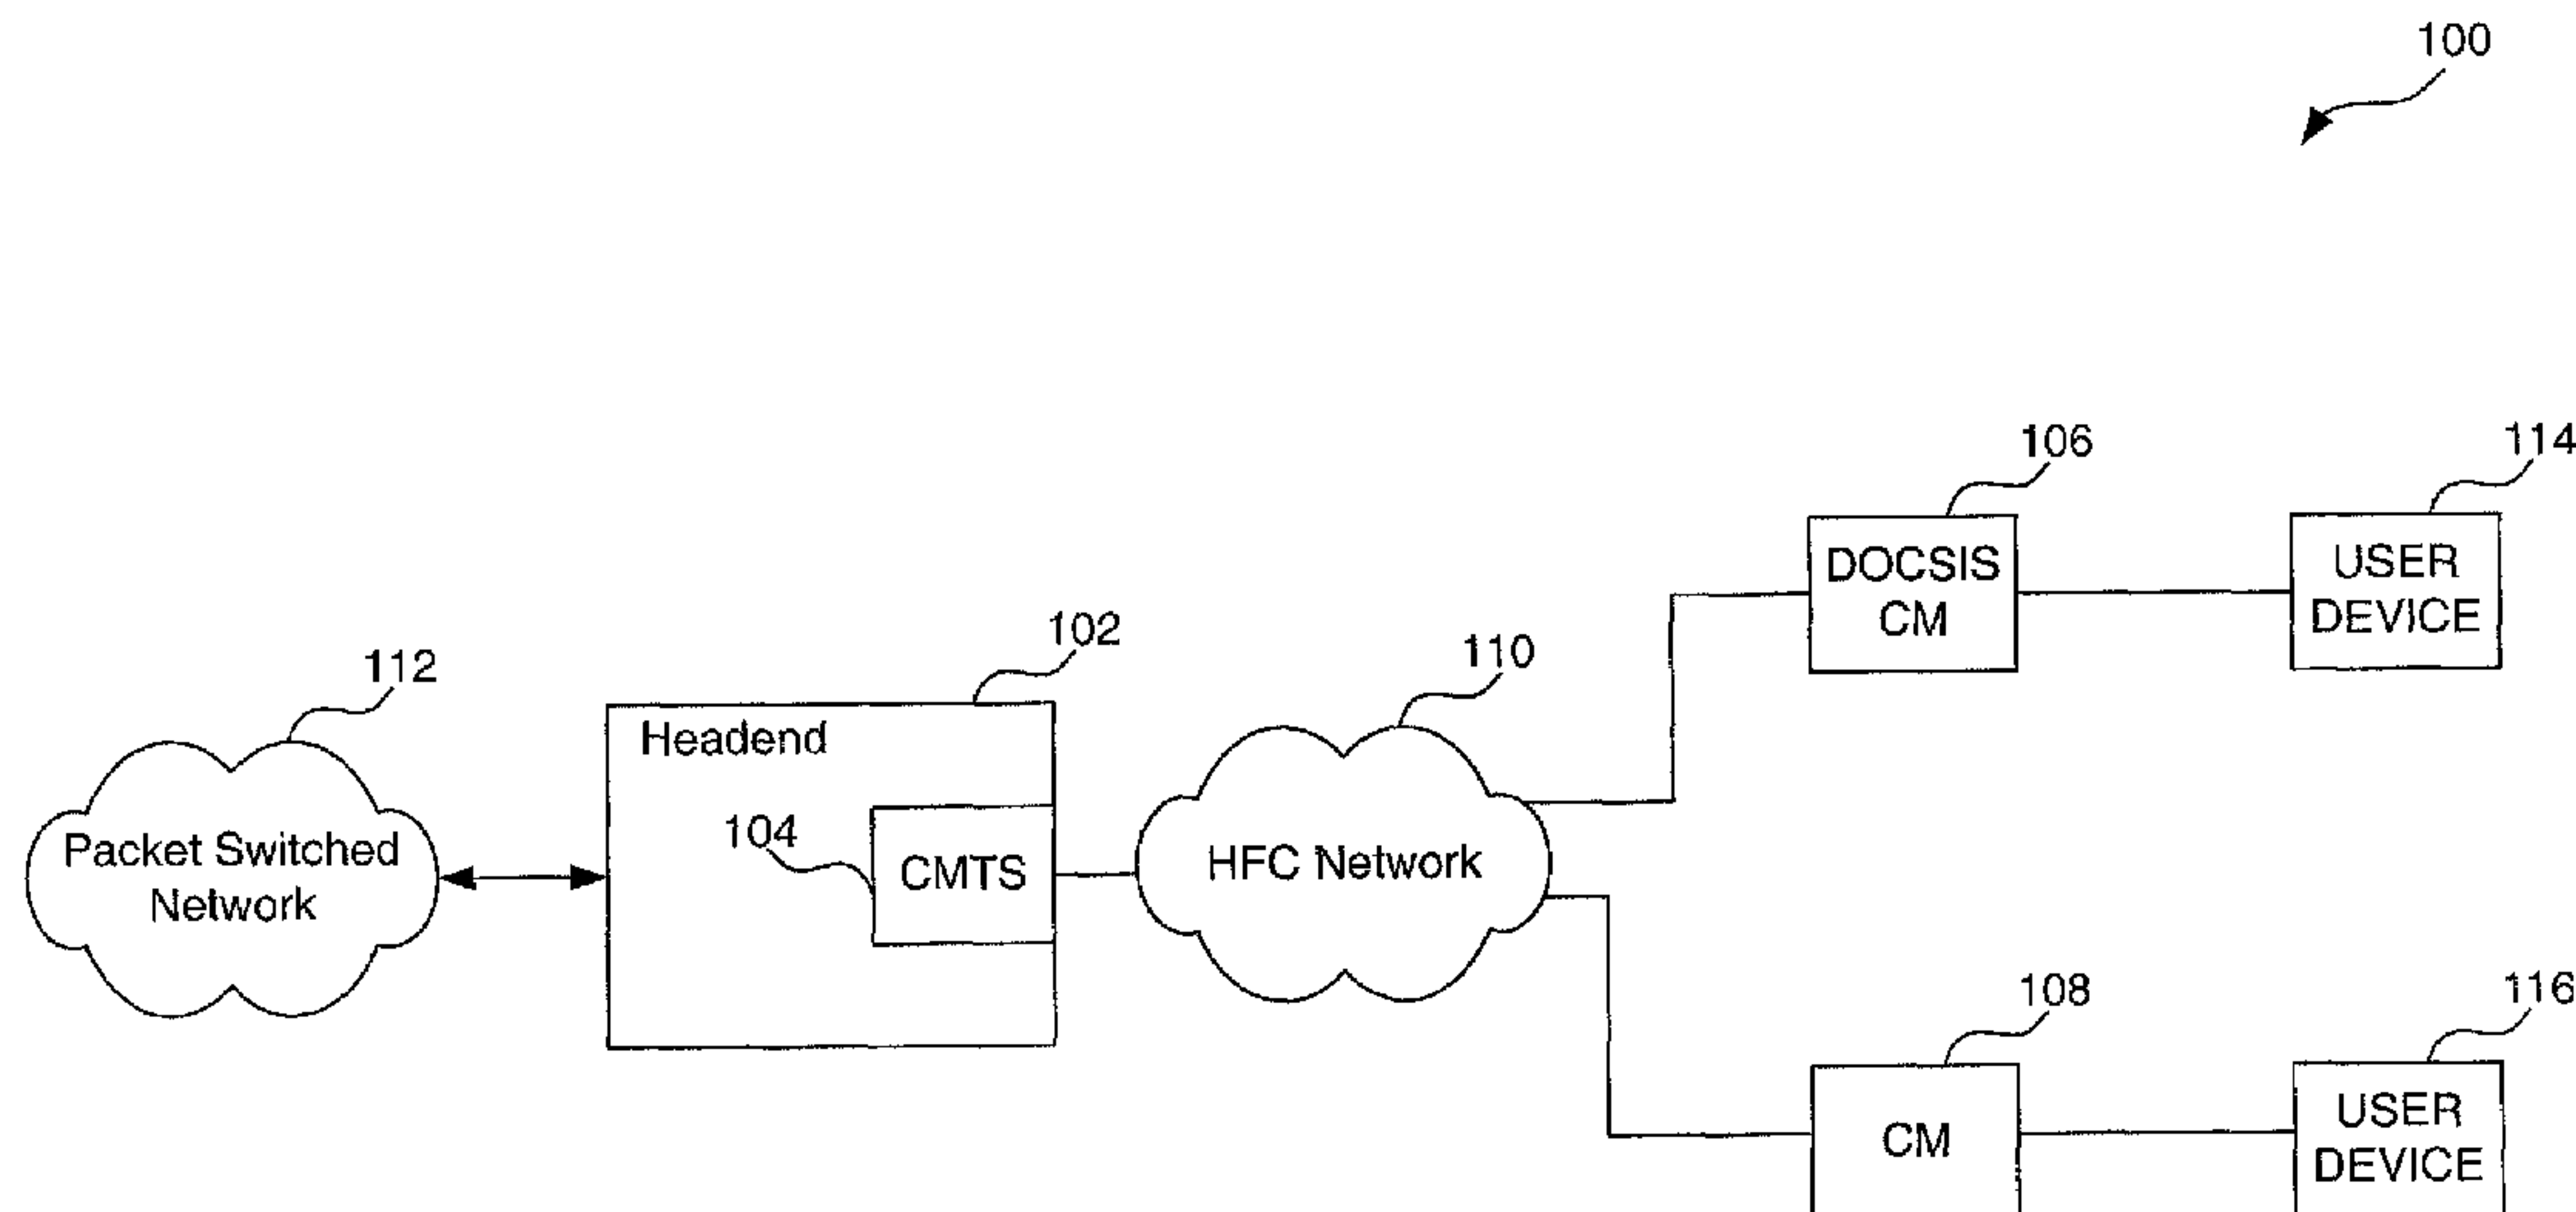 100
106
114
DOCSIS
CM
USER
DEVICE
102
110
112
Headend
104
CMTS
Packet Switched
Network
HFC Network
108
116
CM
USER
DEVICE